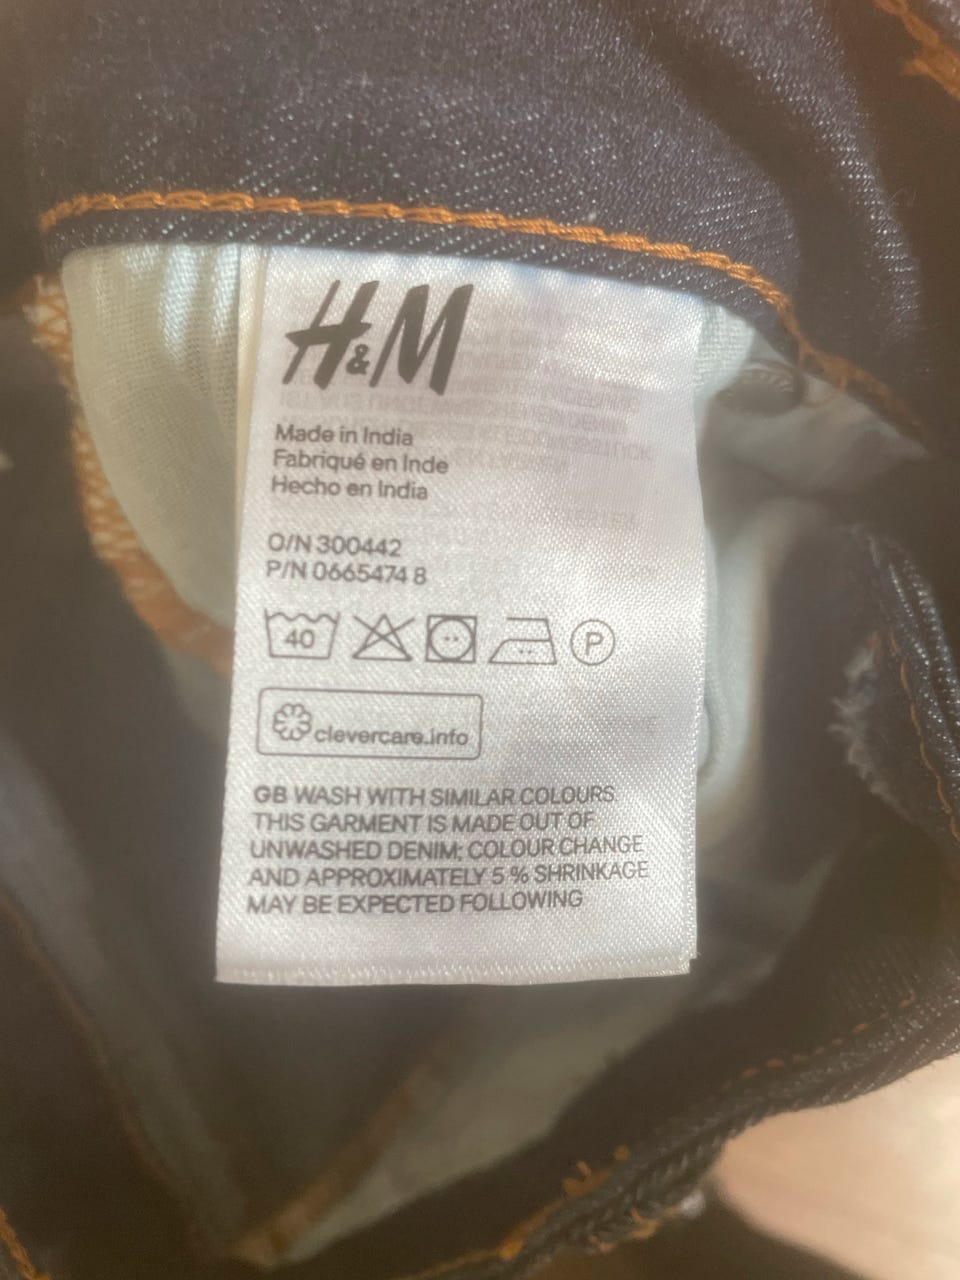 H&M
Made in India
Fabriqué en Inde
Hecho en India
O/N 300442
P/N 0665474 8
40 P
clevercare.info
GB WASH WITH SIMILAR COLOURS.
THIS GARMENT IS MADE OUT OF
UNWASHED DENIM; COLOUR CHANGE
AND APPROXIMATELY 5 % SHRINKAGE
MAY BE EXPECTED FOLLOWING